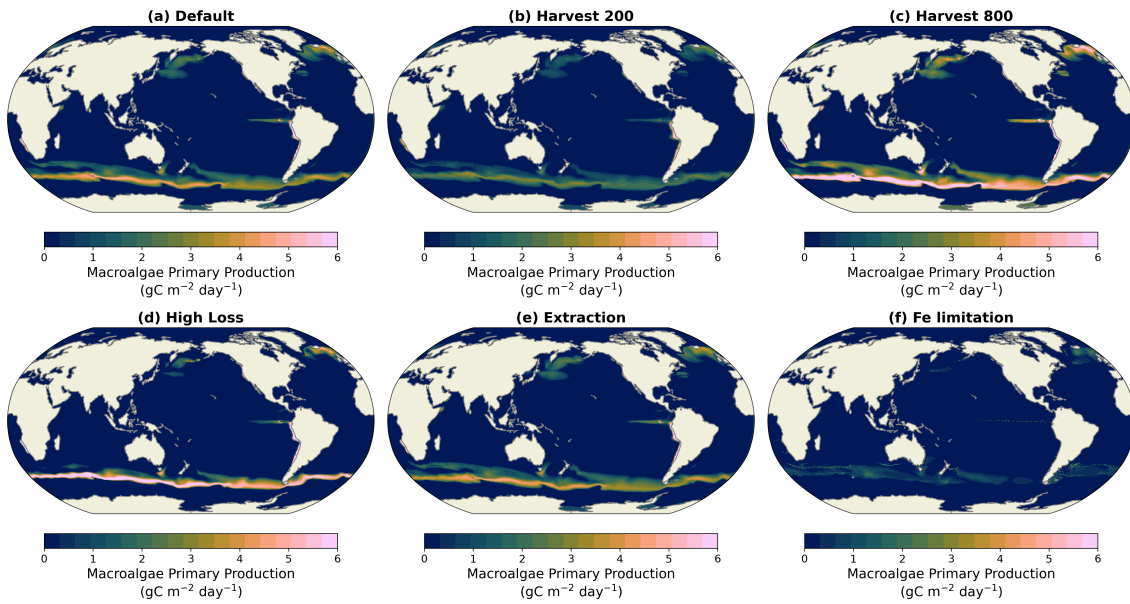 (a) Default
(b) Harvest 200
(c) Harvest 800
0 1 2 3 4 5 6
0 1 2 3 4 5 6
0 1 2 3 4 5 6
Macroalgae Primary Production
(gC m⁻² day⁻¹)
Macroalgae Primary Production
(gC m⁻² day⁻¹)
Macroalgae Primary Production
(gC m⁻² day⁻¹)
(d) High Loss
(e) Extraction
(f) Fe limitation
0 1 2 3 4 5 6
0 1 2 3 4 5 6
0 1 2 3 4 5 6
Macroalgae Primary Production
(gC m⁻² day⁻¹)
Macroalgae Primary Production
(gC m⁻² day⁻¹)
Macroalgae Primary Production
(gC m⁻² day⁻¹)